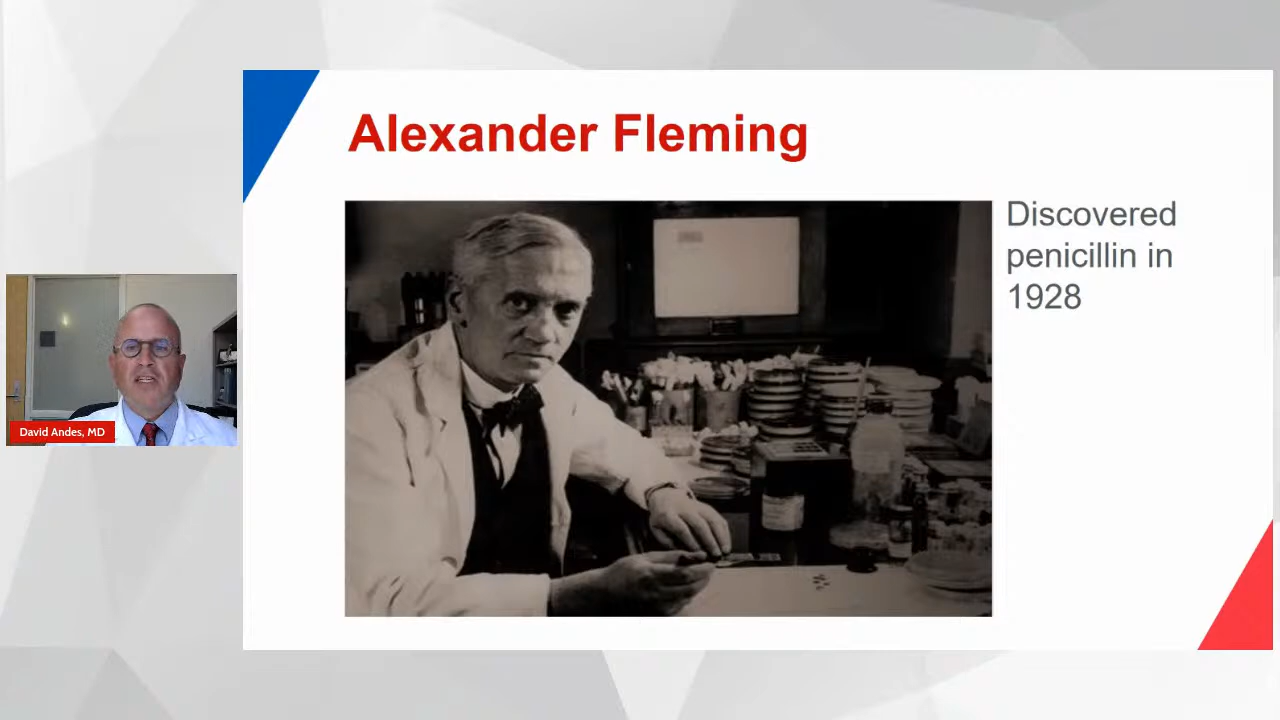 Alexander Fleming
Discovered
penicillin in
1928
David Andes, MD